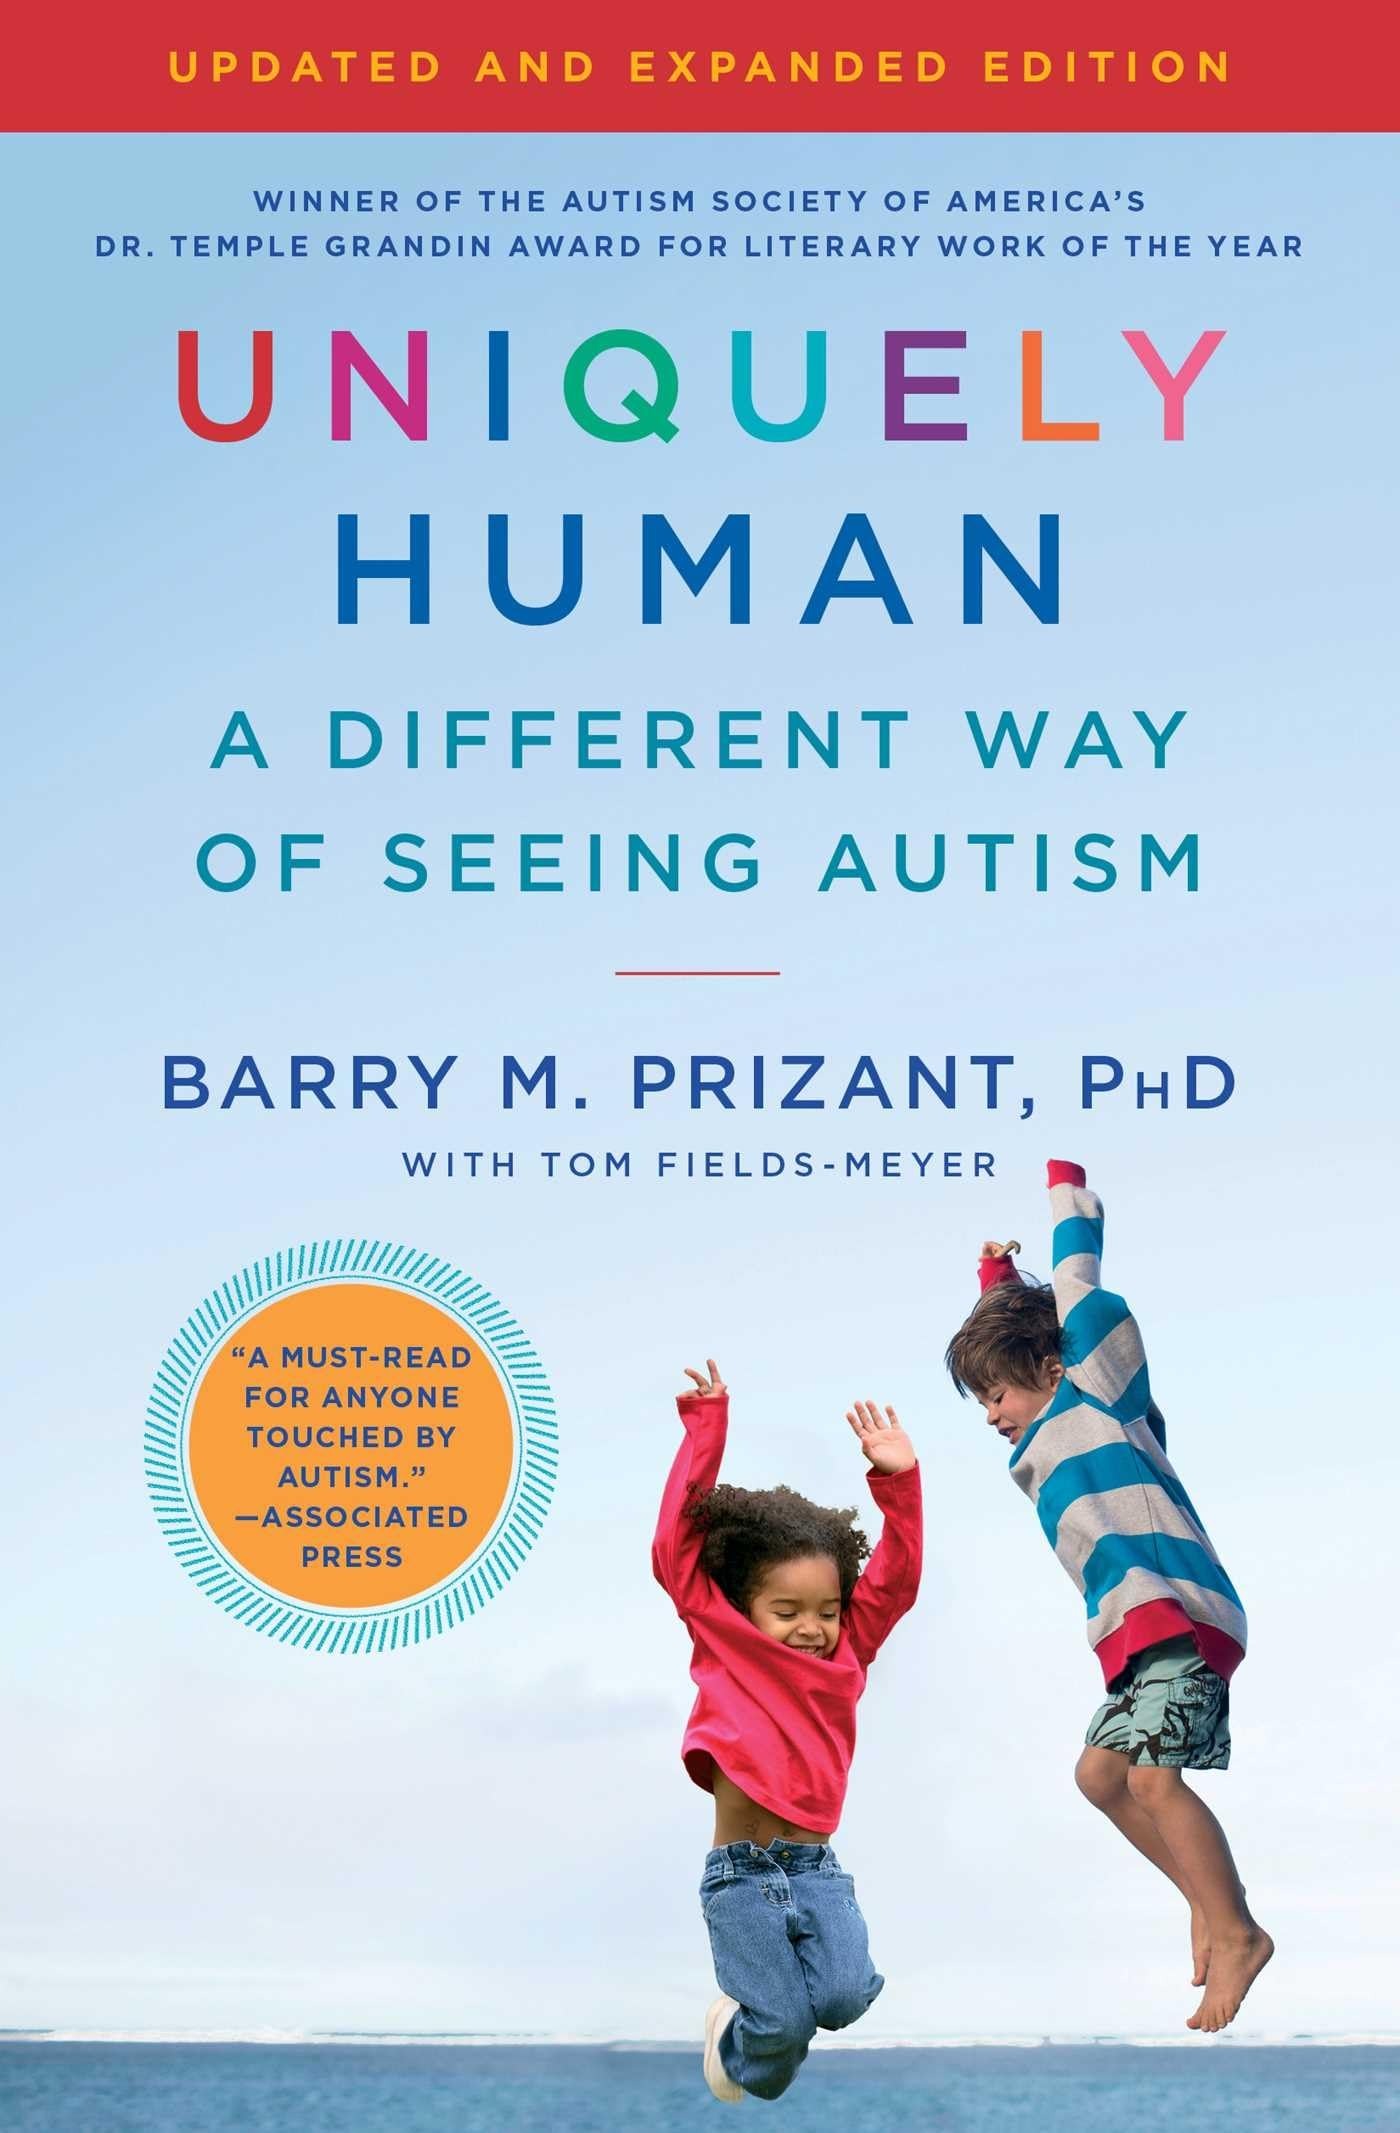 UPDATED AND EXPANDED EDITION
WINNER OF THE AUTISM SOCIETY OF AMERICA'S
DR. TEMPLE GRANDIN AWARD FOR LITERARY WORK OF THE YEAR
UNIQUELY
HUMAN
A DIFFERENT WAY
OF SEEING AUTISM
BARRY M. PRIZANT, PHD
WITH TOM FIELDS-MEYER
“A MUST-READ
FOR ANYONE
TOUCHED BY
AUTISM.”
—ASSOCIATED
PRESS